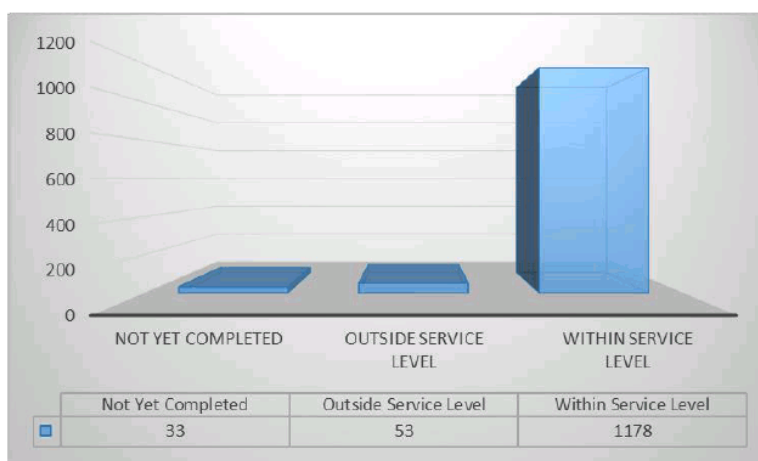 1200
1000
800
600
400
200
0
NOT YET COMPLETED
OUTSIDE SERVICE
LEVEL
WITHIN SERVICE
LEVEL
Not Yet Completed Outside Service Level Within Service Level
33 53 1178